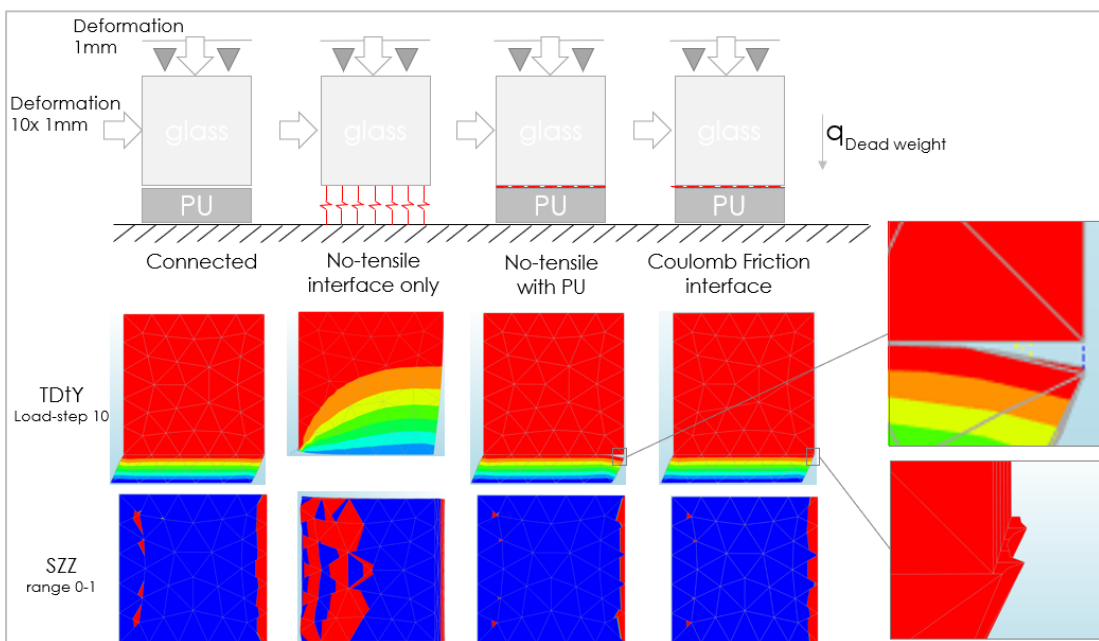 Deformation
1mm
Deformation
10x 1mm
glass
glass
glass
glass
q Dead weight
PU
PU
PU
Connected
No-tensile
interface only
No-tensile
with PU
Coulomb Friction
interface
TDtY
Load-step 10
SZZ
range 0-1